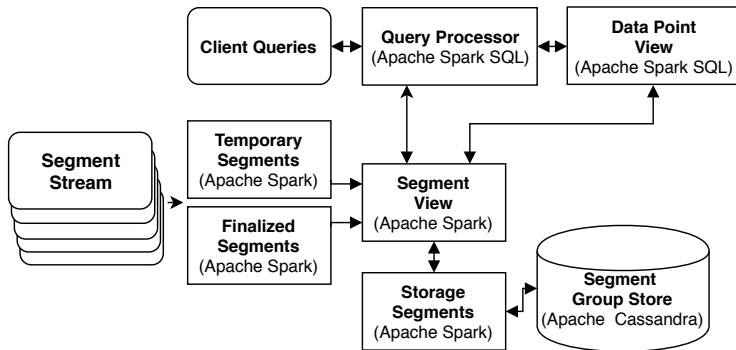 Client Queries
Query Processor
(Apache Spark SQL)
Data Point
View
(Apache Spark SQL)
Segment
Stream
Temporary
Segments
(Apache Spark)
Finalized
Segments
(Apache Spark)
Segment
View
(Apache Spark)
Storage
Segments
(Apache Spark)
Segment
Group Store
(Apache Cassandra)